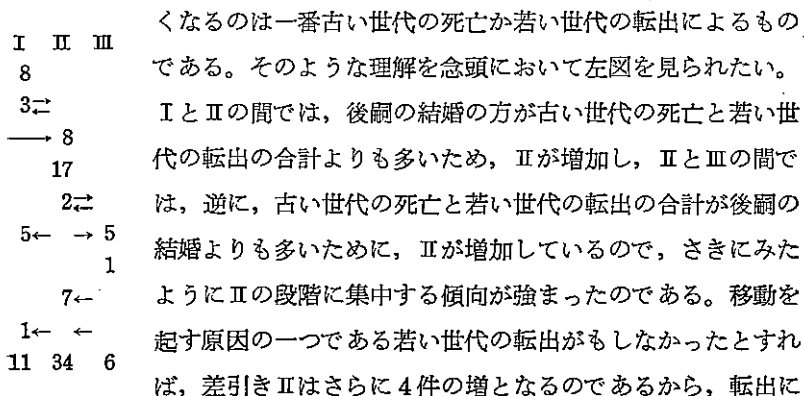 くなるのは一番古い世代の死亡か若い世代の転出によるもの
である。そのような理解を念頭において左図を見られたい。
ⅠとⅡの間では，後嗣の結婚の方が古い世代の死亡と若い世
代の転出の合計よりも多いため，Ⅱが増加し，ⅡとⅢの間で
は，逆に，古い世代の死亡と若い世代の転出の合計が後嗣の
結婚よりも多いために，Ⅱが増加しているので，さきにみた
ようにⅡの段階に集中する傾向が強まったのである。移動を
起す原因の一つである若い世代の転出がもしなかったとすれ
ば，差引きⅡはさらに4件の増となるのであるから，転出に
Ⅰ Ⅱ Ⅲ
8
3⇄
→ 8
17
2⇄
5← → 5
1
7←
1← ←
11 34 6